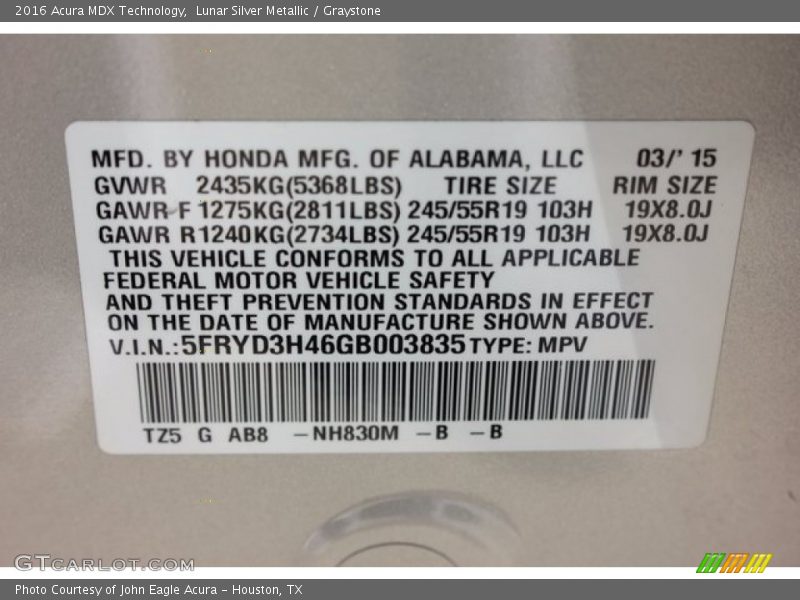 2016 Acura MDX Technology,  Lunar Silver Metallic / Graystone
MFD. BY HONDA MFG. OF ALABAMA, LLC 03/' 15
GVWR 2435KG(5368LBS) TIRE SIZE RIM SIZE
GAWR F 1275KG(2811LBS) 245/55R19 103H 19X8.0J
GAWR R1240KG(2734LBS) 245/55R19 103H 19X8.0J
THIS VEHICLE CONFORMS TO ALL APPLICABLE
FEDERAL MOTOR VEHICLE SAFETY
AND THEFT PREVENTION STANDARDS IN EFFECT
ON THE DATE OF MANUFACTURE SHOWN ABOVE.
V.I.N.:5FRYD3H46GB003835 TYPE: MPV
TZ5 G AB8 -NH830M -B -B
GTCARLOT.COM
Photo Courtesy of John Eagle Acura - Houston, TX